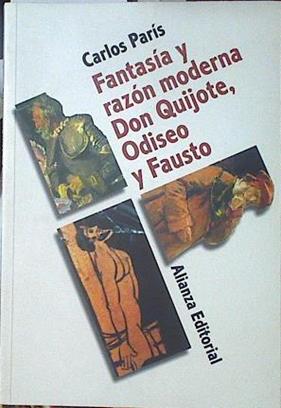 Carlos París
Fantasía y
razón moderna
Don Quijote,
Odiseo
y Fausto
Alianza Editorial